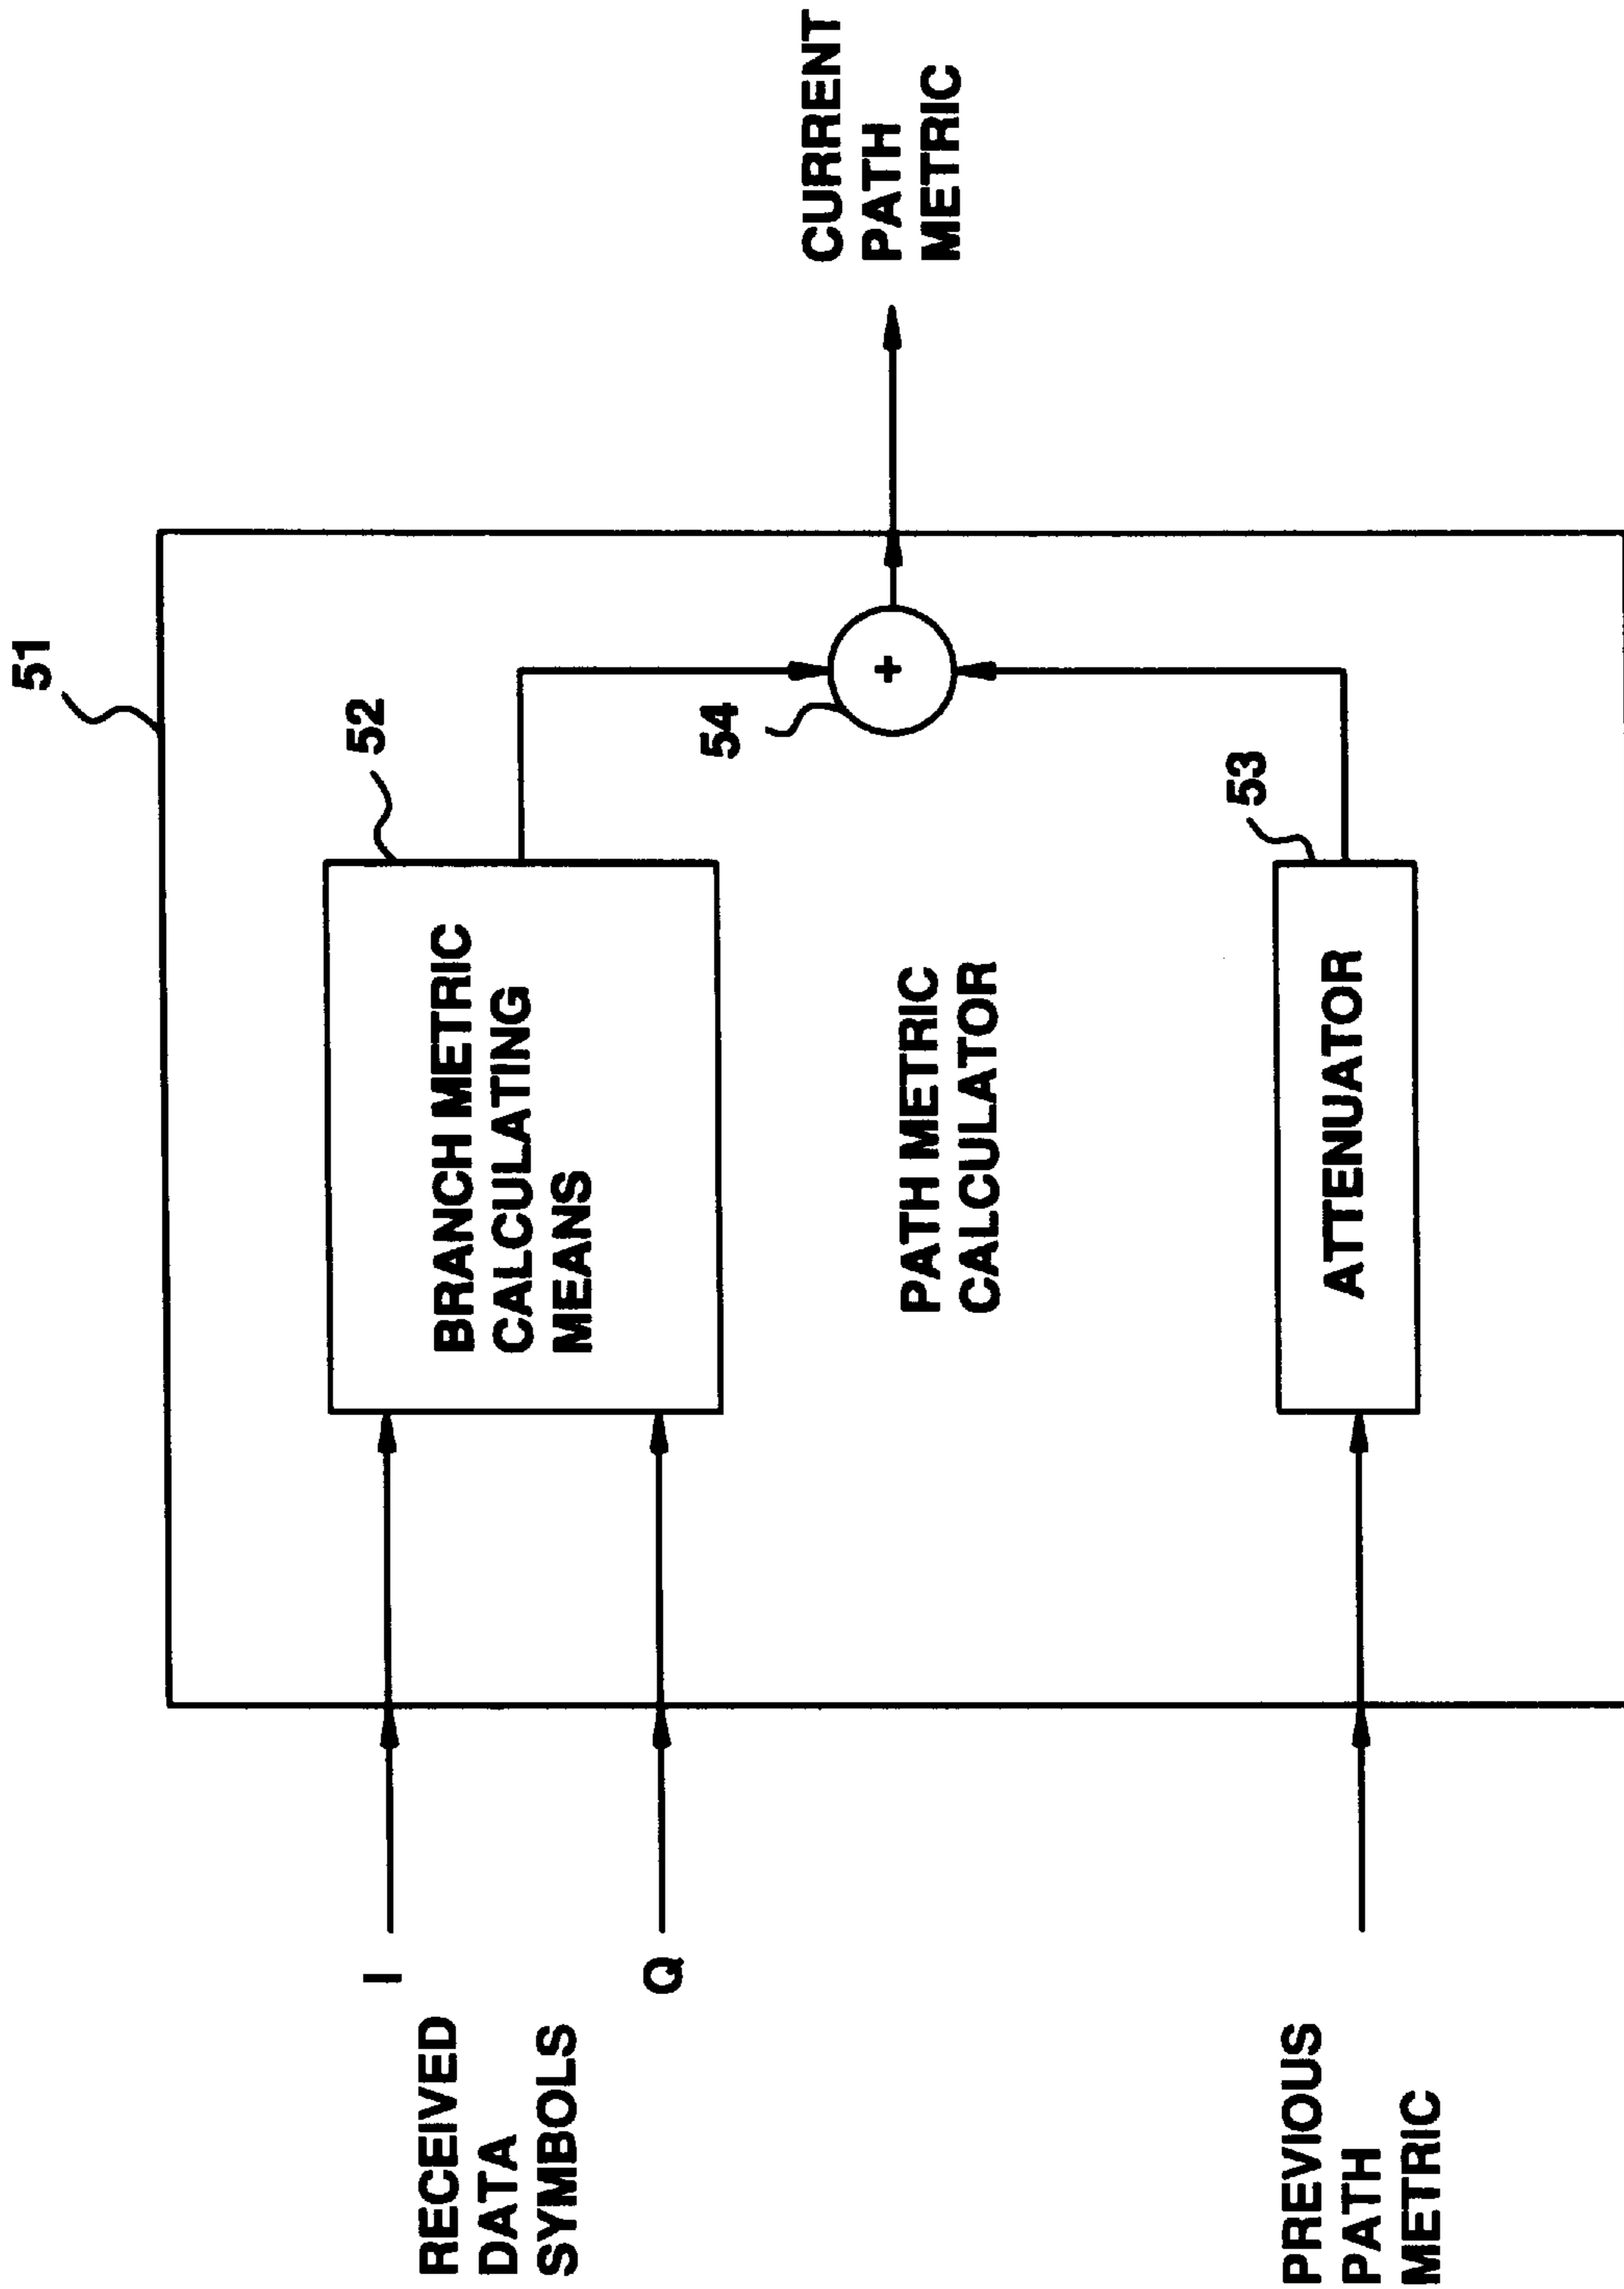 51
RECEIVED
DATA
SYMBOLS
I
Q
BRANCH METRIC
CALCULATING
MEANS
52
54
+
CURRENT
PATH
METRIC
PATH METRIC
CALCULATOR
PREVIOUS
PATH
METRIC
ATTENUATOR
53